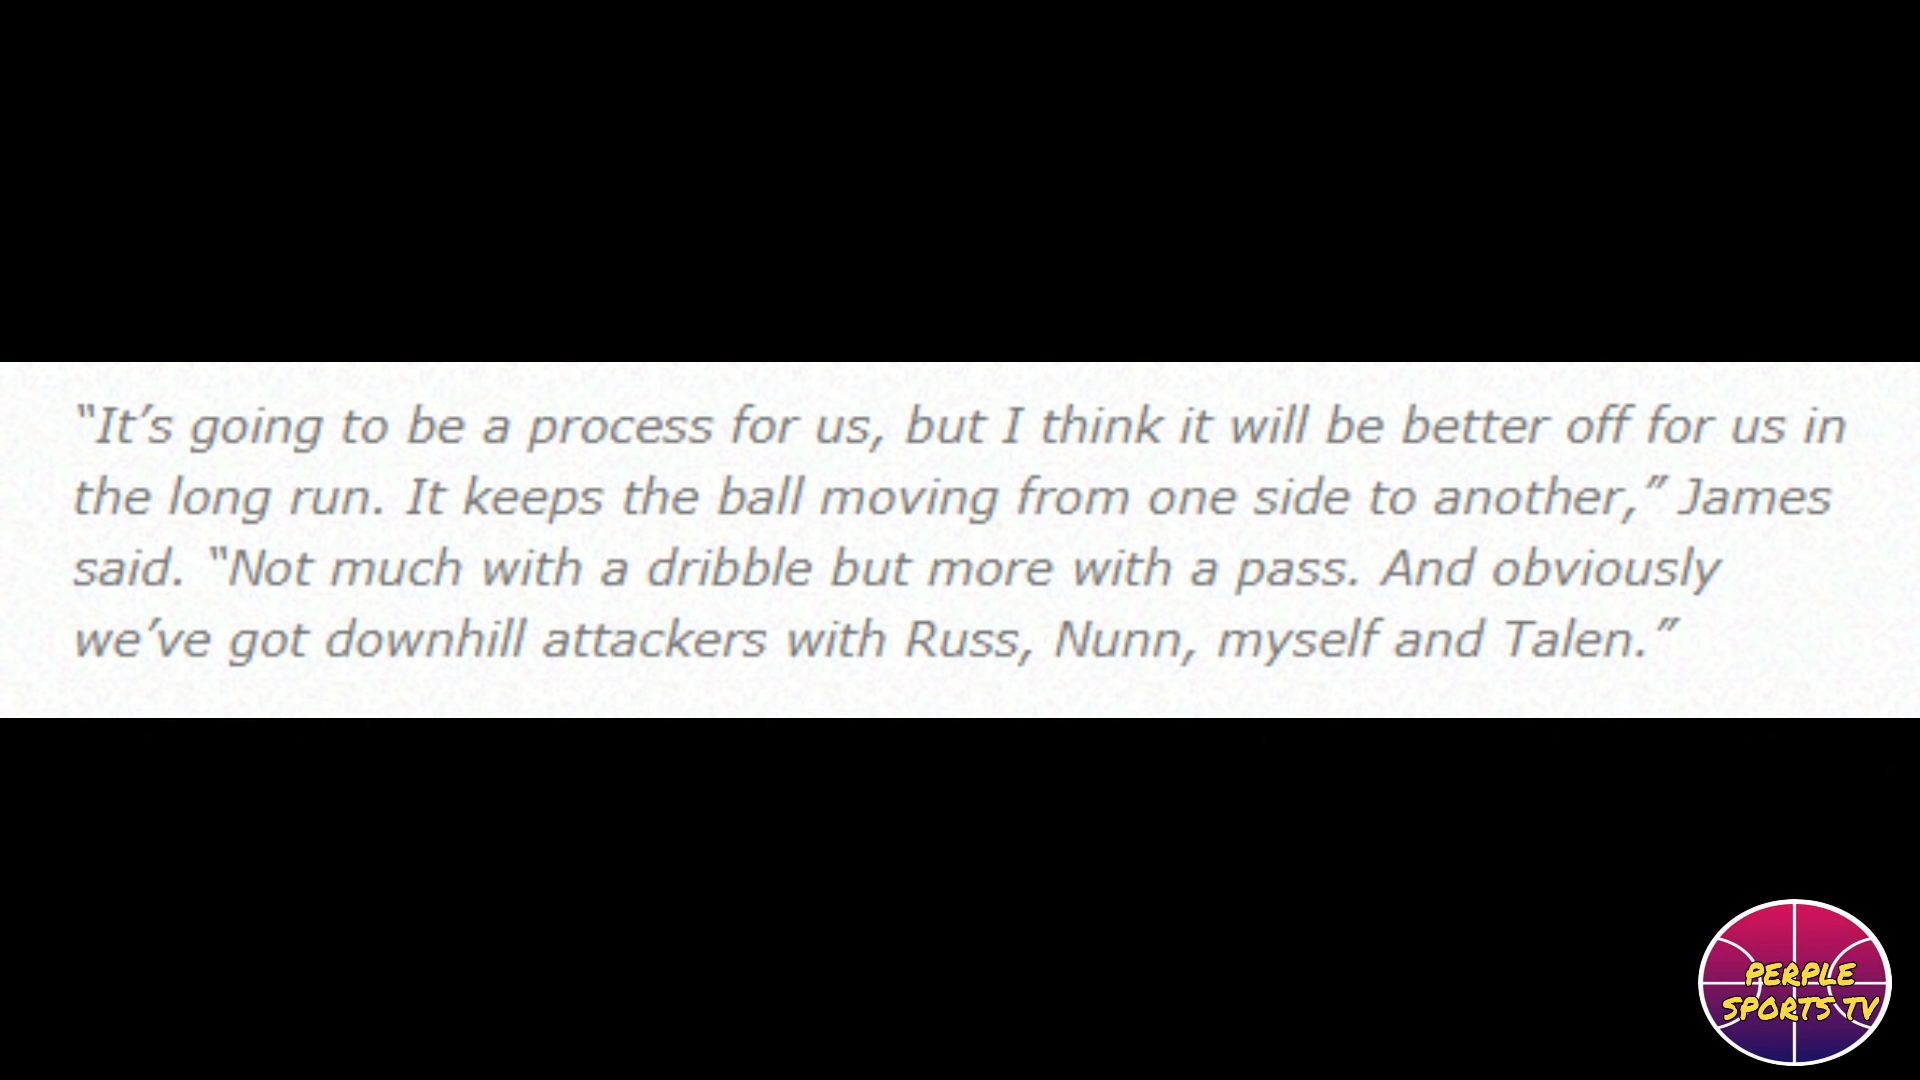 “It’s going to be a process for us, but I think it will be better off for us in
the long run. It keeps the ball moving from one side to another,” James
said. “Not much with a dribble but more with a pass. And obviously
we’ve got downhill attackers with Russ, Nunn, myself and Talen.”
PERPLE
SPORTS TV